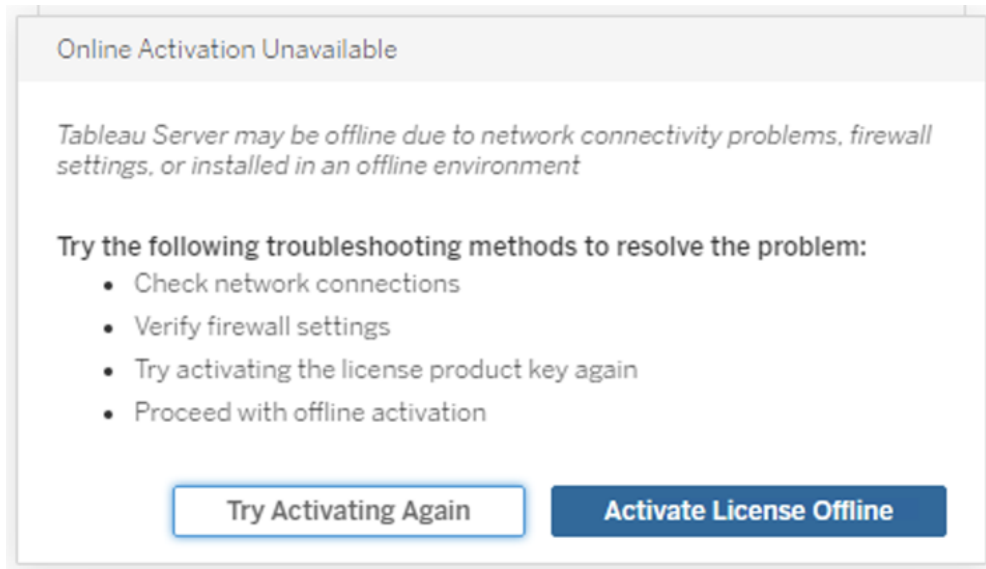 Online Activation Unavailable
Tableau Server may be offline due to network connectivity problems, firewall
settings, or installed in an offline environment
Try the following troubleshooting methods to resolve the problem:
• Check network connections
• Verify firewall settings
• Try activating the license product key again
• Proceed with offline activation
Try Activating Again
Activate License Offline